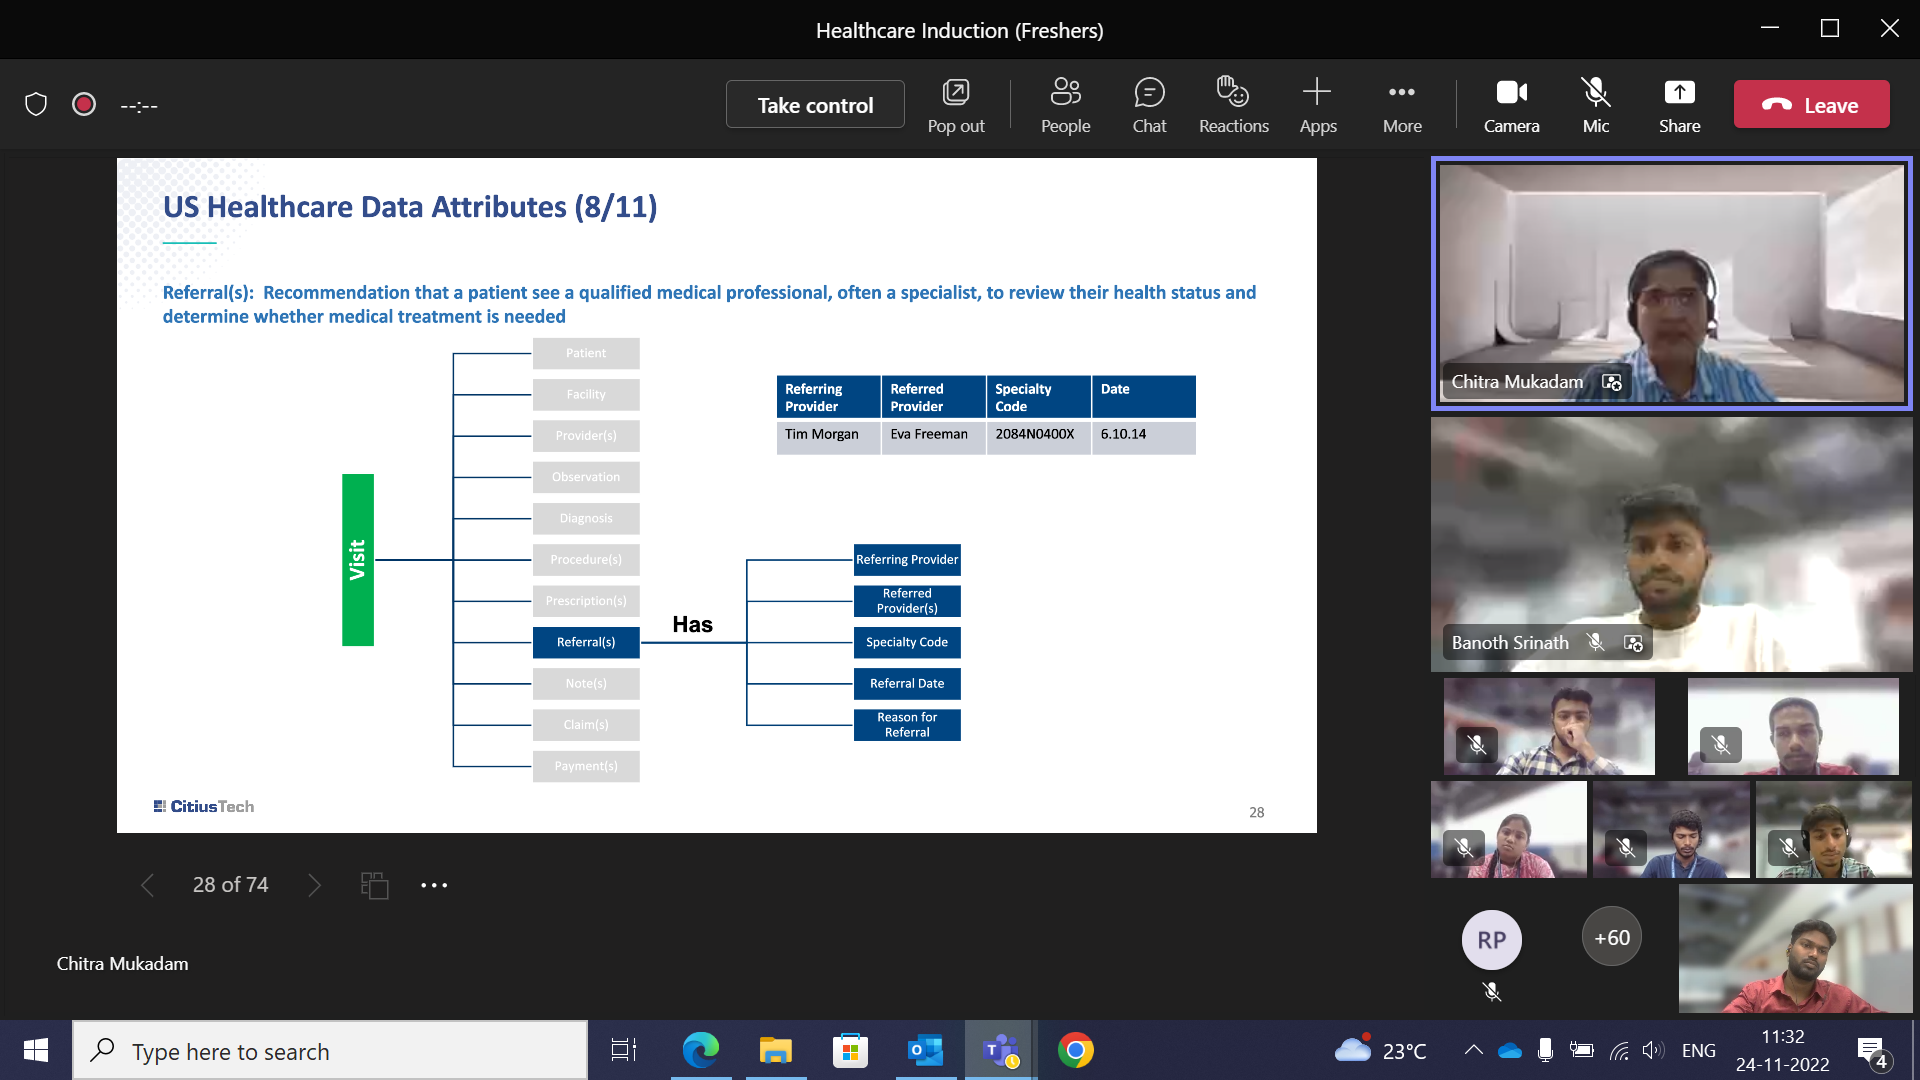 Healthcare Induction (Freshers)
--:--
Take control
Pop out
People
Chat
Reactions
Apps
More
Camera
Mic
Share
Leave
US Healthcare Data Attributes (8/11)
Referral(s):  Recommendation that a patient see a qualified medical professional, often a specialist, to review their health status and
determine whether medical treatment is needed
Visit
Patient
Facility
Provider(s)
Observation
Diagnosis
Procedure(s)
Prescription(s)
Referral(s)
Note(s)
Claim(s)
Payment(s)
Has
Referring Provider
Referred
Provider(s)
Specialty Code
Referral Date
Reason for
Referral
Referring
Provider
Referred
Provider
Specialty
Code
Date
Tim Morgan
Eva Freeman
2084N0400X
6.10.14
CitiusTech
28
Chitra Mukadam
Banoth Srinath
RP
+60
28 of 74
Chitra Mukadam
Type here to search
23°C
ENG
11:32
24-11-2022
4